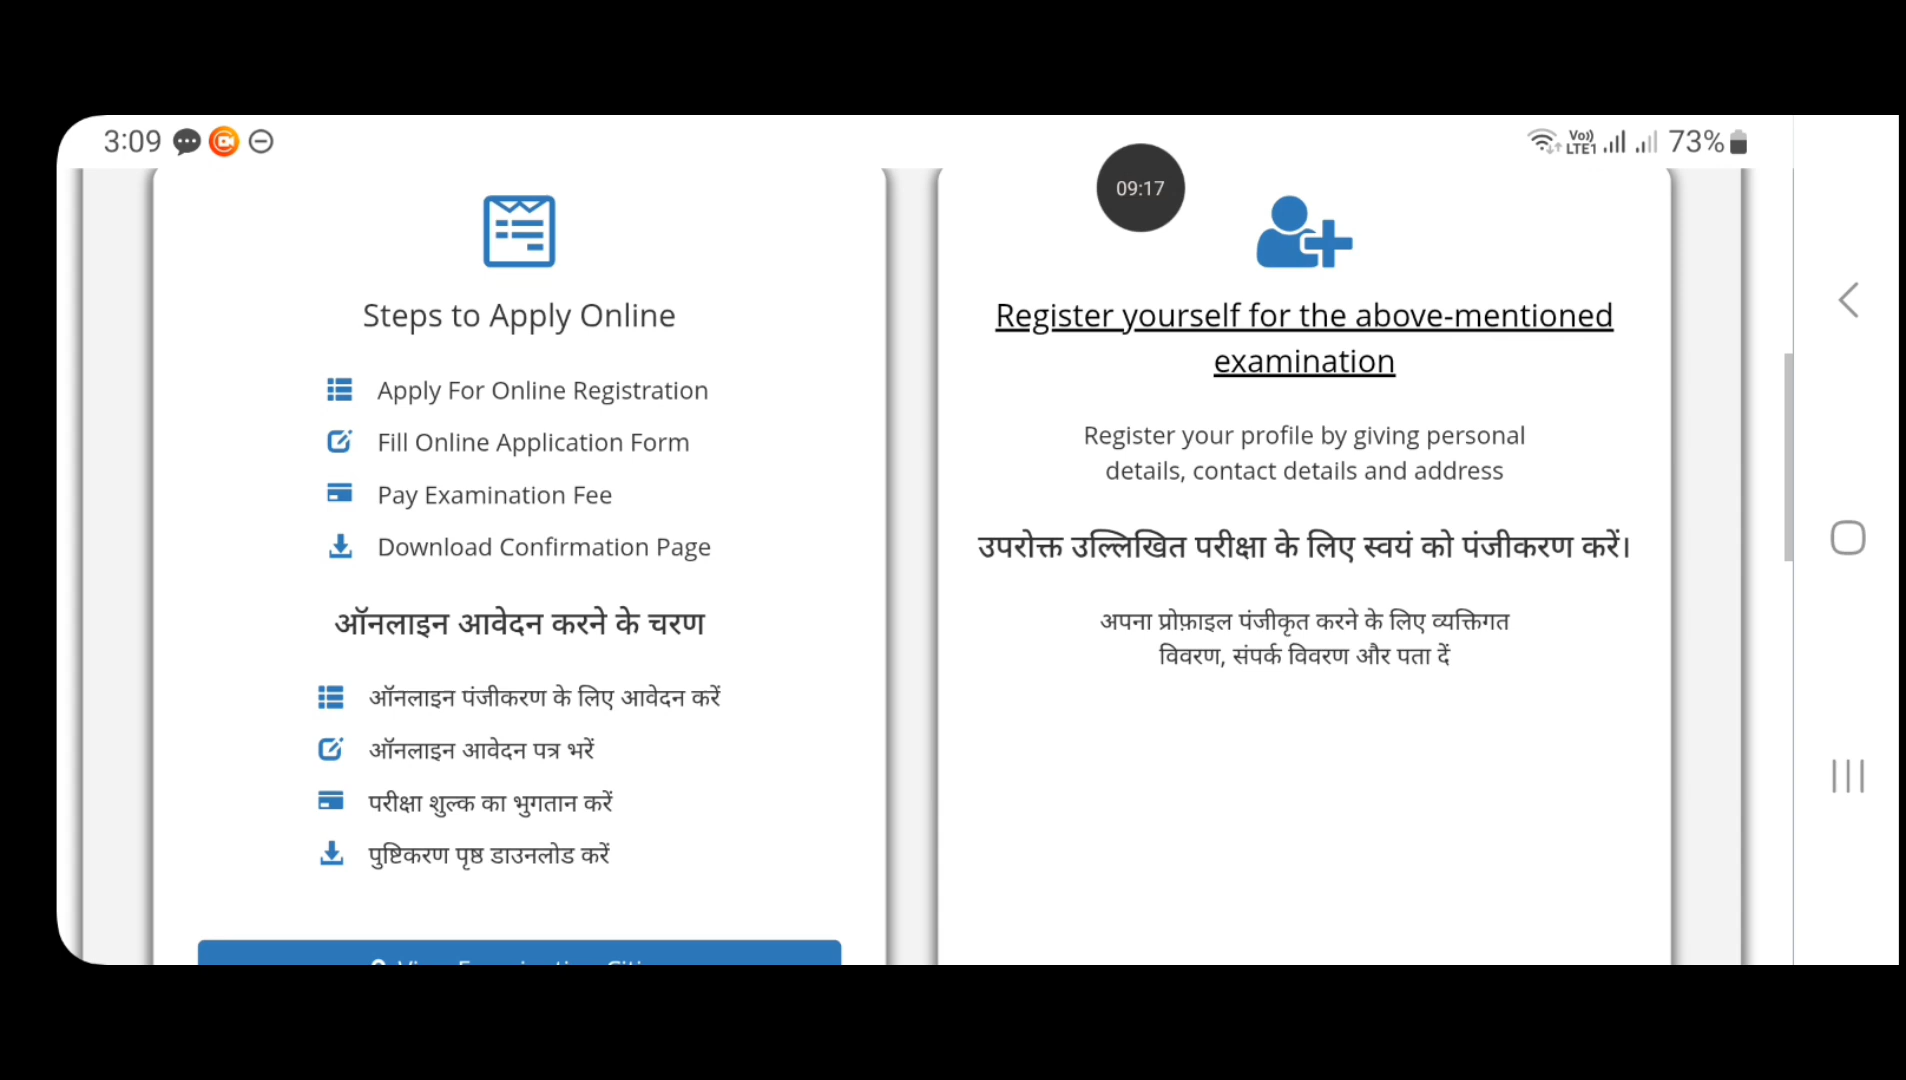 3:09
Vo)) LTE1 73%
09:17
Steps to Apply Online
Apply For Online Registration
Fill Online Application Form
Pay Examination Fee
Download Confirmation Page
ऑनलाइन आवेदन करने के चरण
ऑनलाइन पंजीकरण के लिए आवेदन करें
ऑनलाइन आवेदन पत्र भरें
परीक्षा शुल्क का भुगतान करें
पुष्टिकरण पृष्ठ डाउनलोड करें
Register yourself for the above-mentioned
examination
Register your profile by giving personal
details, contact details and address
उपरोक्त उल्लिखित परीक्षा के लिए स्वयं को पंजीकरण करें।
अपना प्रोफ़ाइल पंजीकृत करने के लिए व्यक्तिगत
विवरण, संपर्क विवरण और पता दें